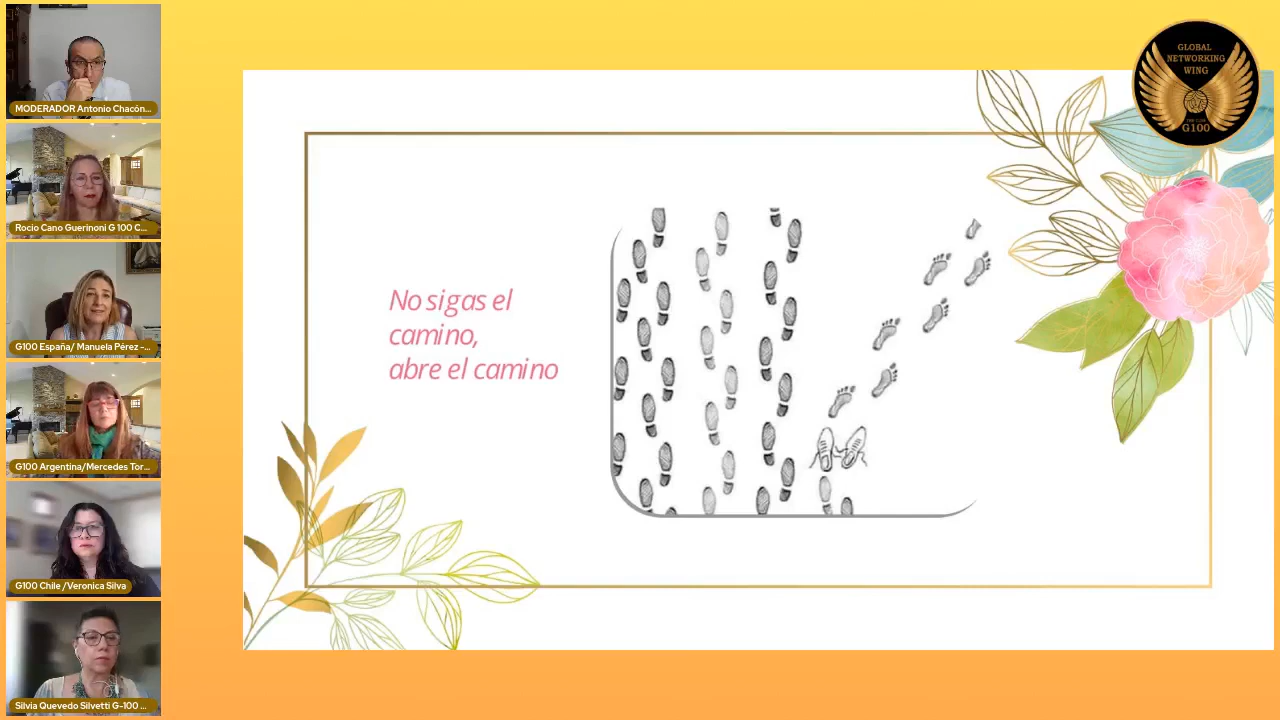 MODERADOR Antonio Chacón...
Rocio Cano Guerinoni G 100 C...
G100 España/ Manuela Pérez -...
G100 Argentina/Mercedes Tor...
G100 Chile /Veronica Silva
Silvia Quevedo Silvetti G-100 ...
No sigas el
camino,
abre el camino
GLOBAL
NETWORKING
WING
G100